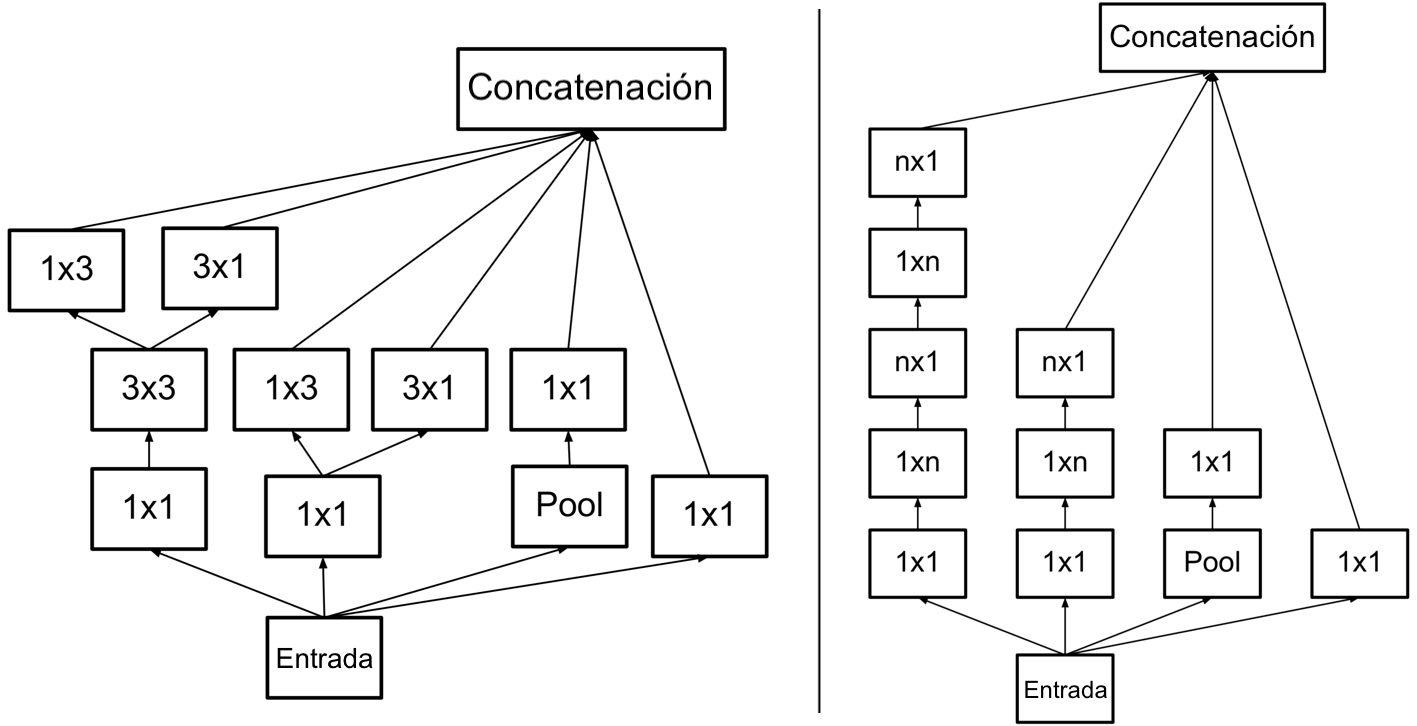 Concatenación
1x3
3x1
3x3
1x3
3x1
1x1
1x1
1x1
Pool
1x1
Entrada
Concatenación
nx1
1xn
nx1
nx1
1xn
1xn
1x1
1x1
1x1
Pool
1x1
Entrada